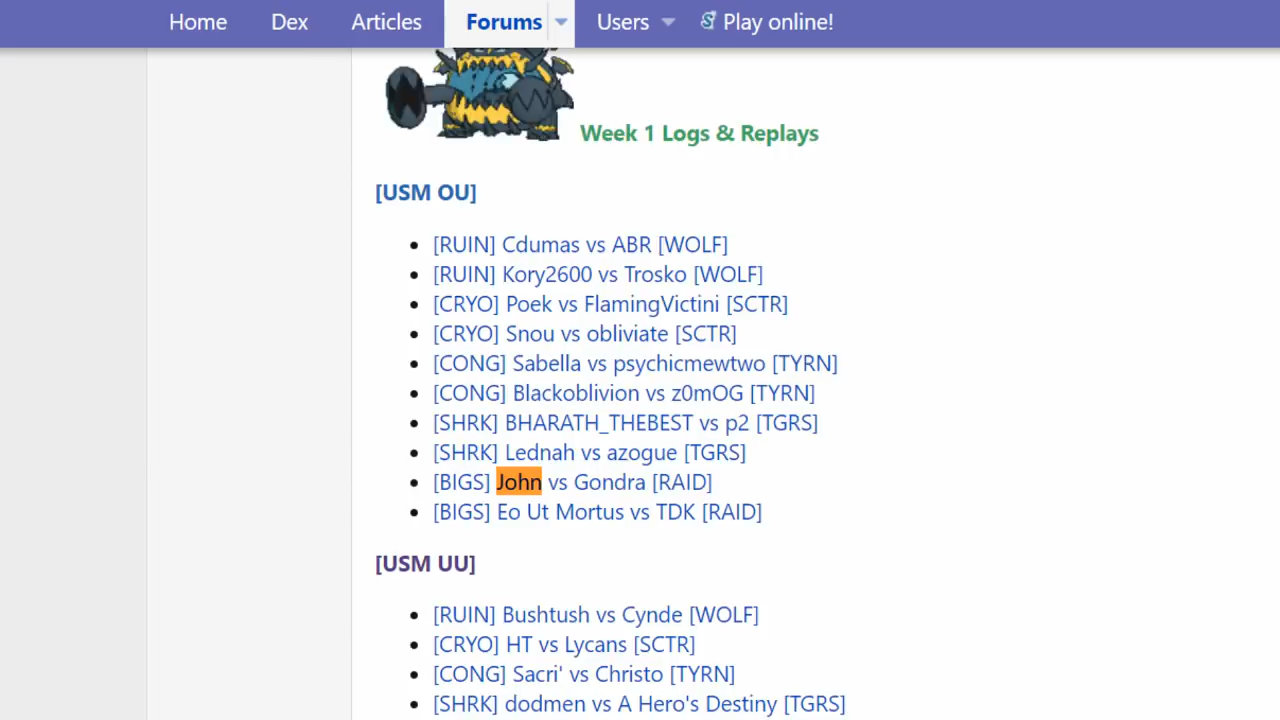 Home Dex Articles Forums Users Play online!
Week 1 Logs & Replays
[USM OU]
[RUIN] Cdumas vs ABR [WOLF]
[RUIN] Kory2600 vs Trosko [WOLF]
[CRYO] Poek vs FlamingVictini [SCTR]
[CRYO] Snou vs obliviate [SCTR]
[CONG] Sabella vs psychicmewtwo [TYRN]
[CONG] Blackoblivion vs z0mOG [TYRN]
[SHRK] BHARATH_THEBEST vs p2 [TGRS]
[SHRK] Lednah vs azogue [TGRS]
[BIGS] John vs Gondra [RAID]
[BIGS] Eo Ut Mortus vs TDK [RAID]
[USM UU]
[RUIN] Bushtush vs Cynde [WOLF]
[CRYO] HT vs Lycans [SCTR]
[CONG] Sacri' vs Christo [TYRN]
[SHRK] dodmen vs A Hero's Destiny [TGRS]